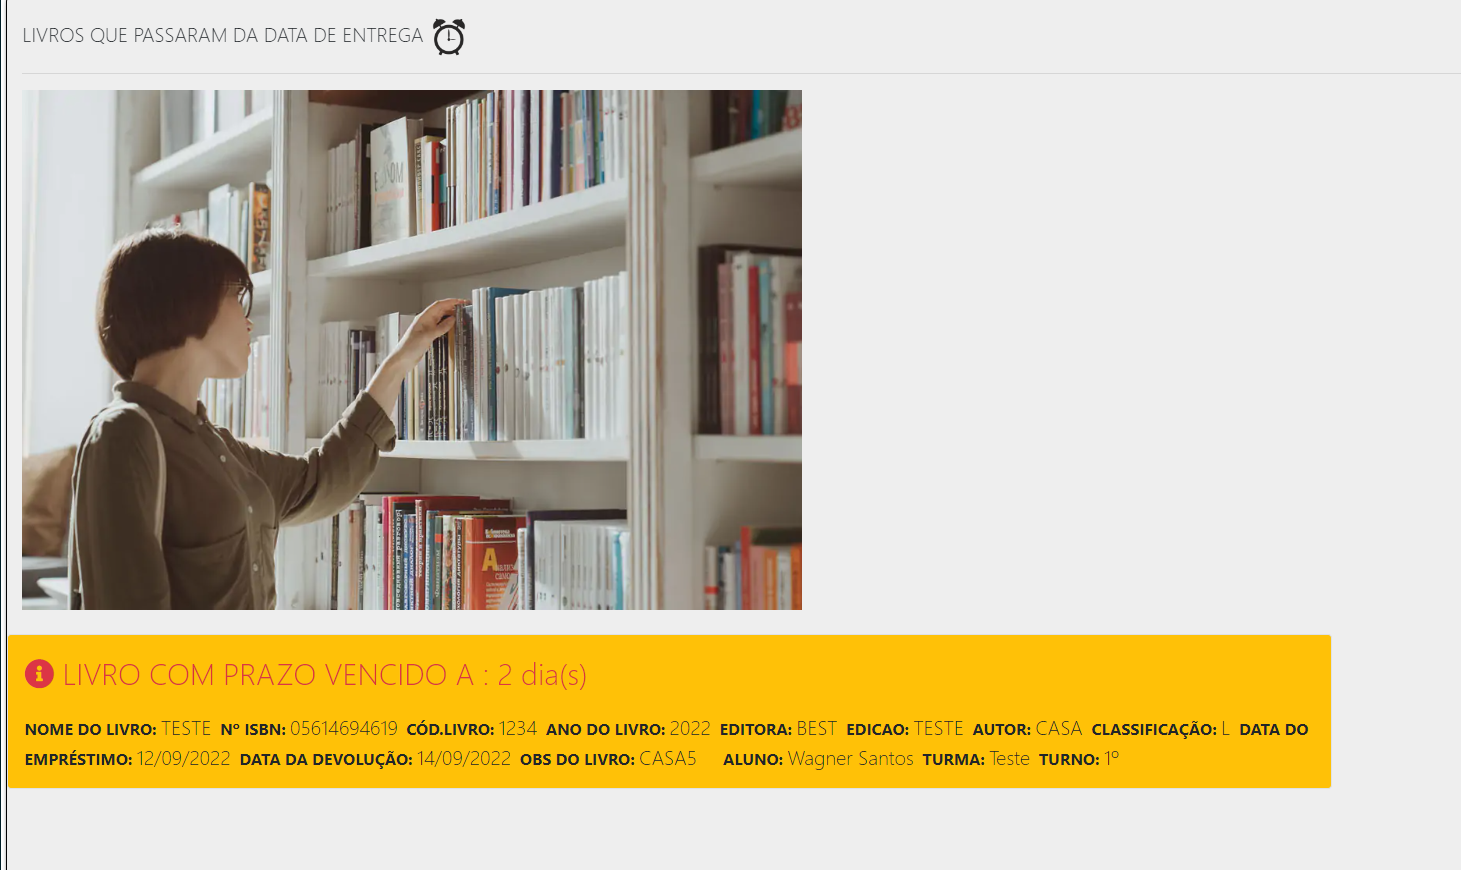 LIVROS QUE PASSARAM DA DATA DE ENTREGA
LIVRO COM PRAZO VENCIDO A : 2 dia(s)
NOME DO LIVRO: TESTE Nº ISBN: 05614694619 CÓD.LIVRO: 1234 ANO DO LIVRO: 2022 EDITORA: BEST EDICAO: TESTE AUTOR: CASA CLASSIFICAÇÃO: L DATA DO
EMPRÉSTIMO: 12/09/2022 DATA DA DEVOLUÇÃO: 14/09/2022 OBS DO LIVRO: CASA5 ALUNO: Wagner Santos TURMA: Teste TURNO: 1º